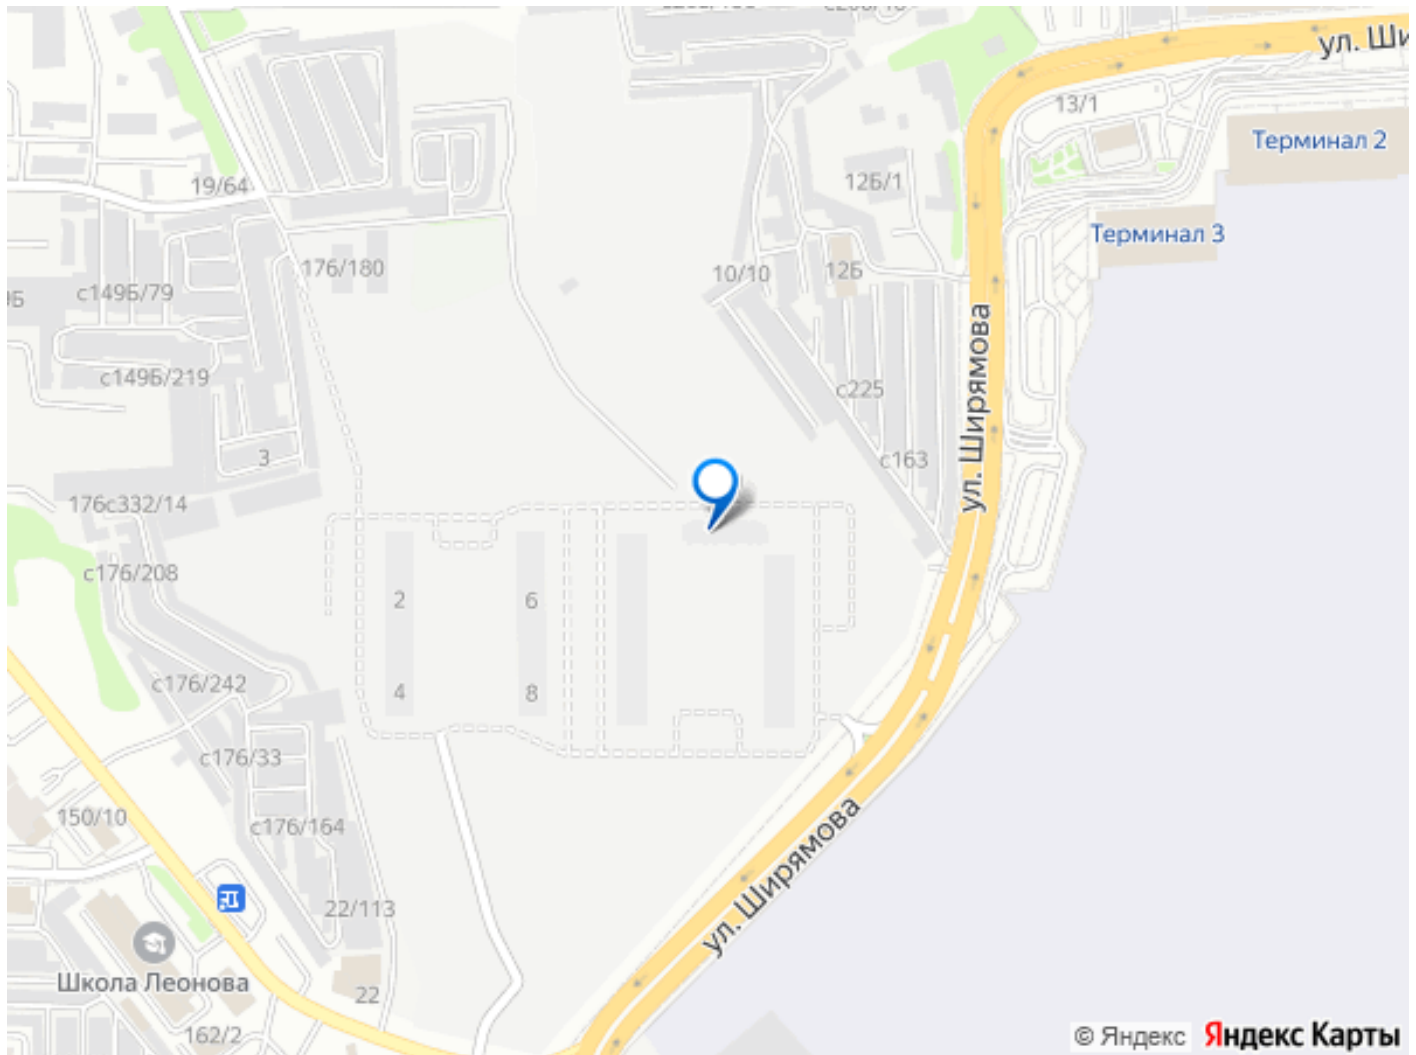 ул. Ши
13/1
Терминал 2
19/64
12Б/1
Терминал 3
176/180
10/10
12Б
с149Б/79
9Б
ул. Ширямова
с149Б/219
с225
3
с163
176с332/14
с176/208
2
6
с176/242
4
8
с176/33
150/10
с176/164
ул. Ширямова
22/113
Школа Леонова
22
162/2
© Яндекс
Яндекс Карты